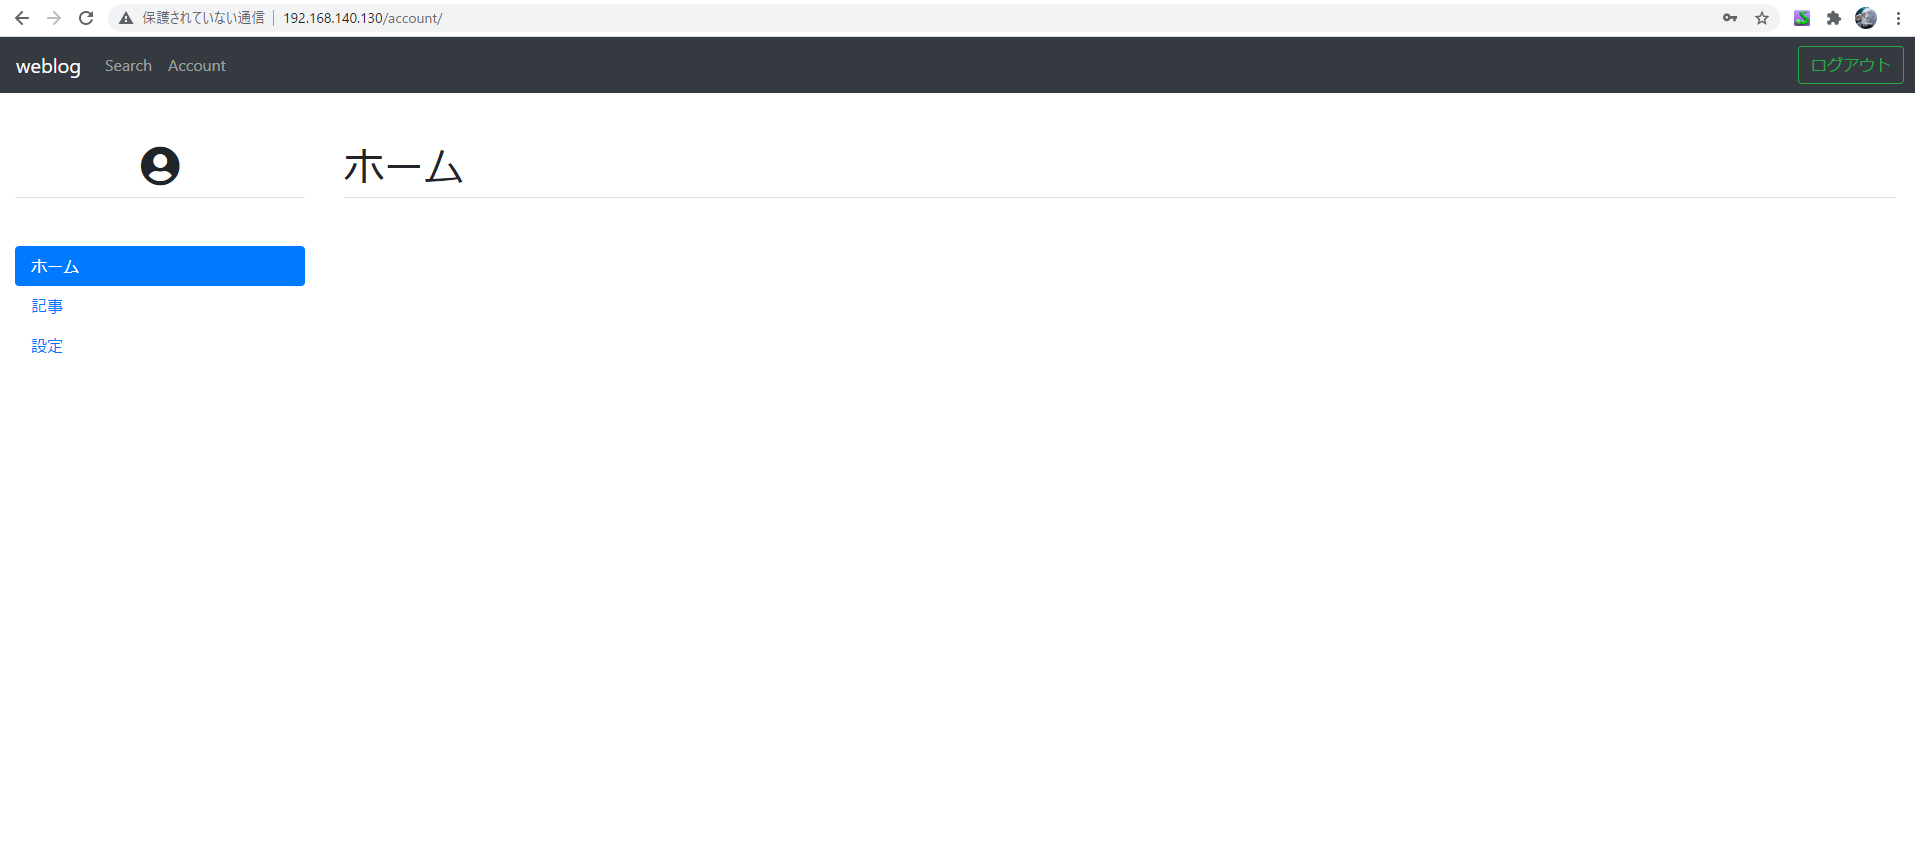 保護されていない通信 192.168.140.130/account/
weblog Search Account ログアウト
ホーム
ホーム
記事
設定